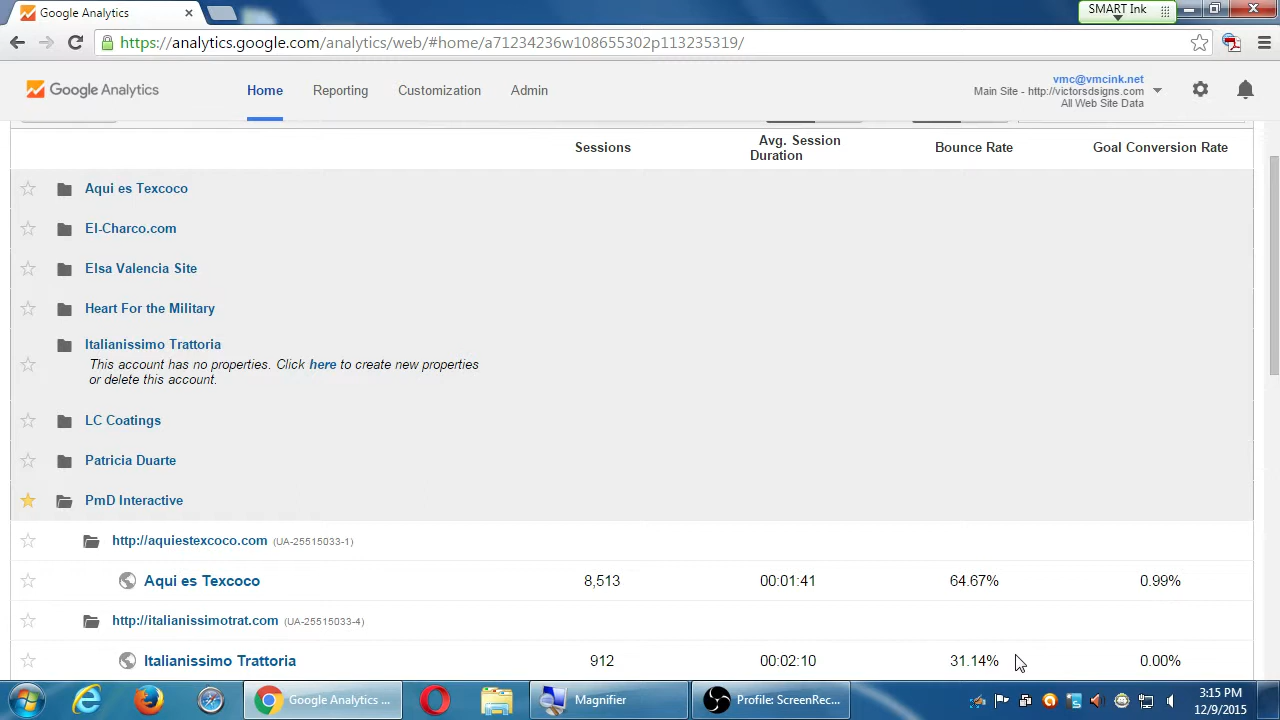 Google Analytics
SMART Ink
https://analytics.google.com/analytics/web/#home/a71234236w108655302p113235319/
Google Analytics
Home
Reporting
Customization
Admin
vmc@vmcink.net
Main Site - http://victorsdsigns.com
All Web Site Data
Sessions
Avg. Session
Duration
Bounce Rate
Goal Conversion Rate
Aqui es Texcoco
El-Charco.com
Elsa Valencia Site
Heart For the Military
Italianissimo Trattoria
This account has no properties. Click here to create new properties
or delete this account.
LC Coatings
Patricia Duarte
PmD Interactive
http://aquiestexcoco.com (UA-25515033-1)
Aqui es Texcoco 8,513 00:01:41 64.67% 0.99%
http://italianissimotrat.com (UA-25515033-4)
Italianissimo Trattoria 912 00:02:10 31.14% 0.00%
Google Analytics ...
Magnifier
Profile: ScreenRec...
3:15 PM
12/9/2015